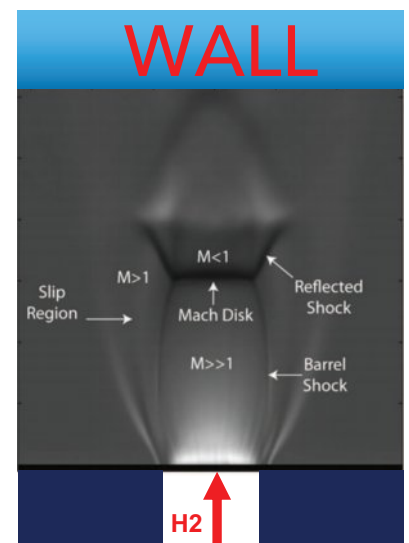 WALL
M<1
M>1
Slip
Region
Mach Disk
Reflected
Shock
M>>1
Barrel
Shock
H2